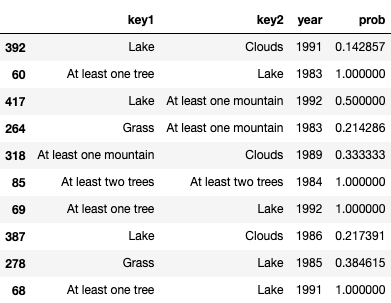 key1 key2 year prob
392 Lake Clouds 1991 0.142857
60 At least one tree Lake 1983 1.000000
417 Lake At least one mountain 1992 0.500000
264 Grass At least one mountain 1983 0.214286
318 At least one mountain Clouds 1989 0.333333
85 At least two trees At least two trees 1984 1.000000
69 At least one tree Lake 1992 1.000000
387 Lake Clouds 1986 0.217391
278 Grass Lake 1985 0.384615
68 At least one tree Lake 1991 1.000000